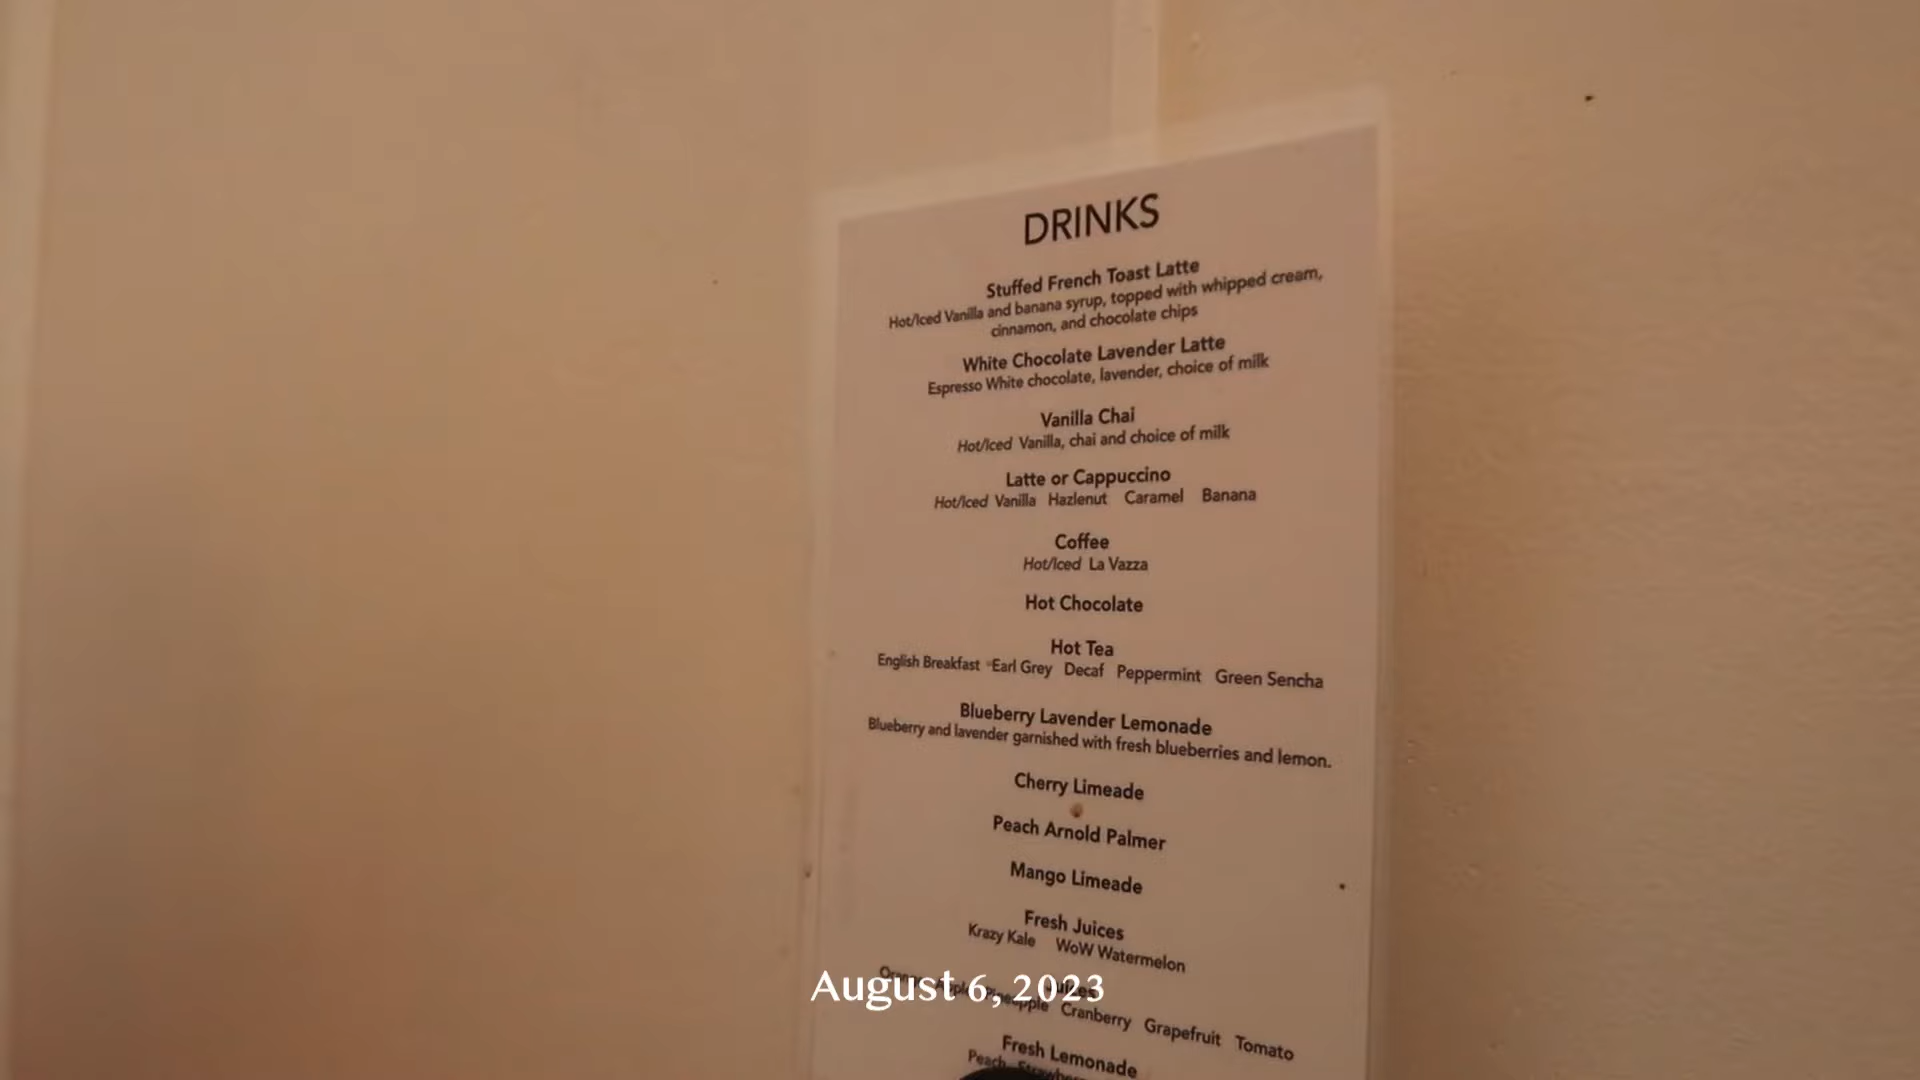 DRINKS
Stuffed French Toast Latte
Hot/Iced Vanilla and banana syrup, topped with whipped cream,
cinnamon, and chocolate chips
White Chocolate Lavender Latte
Espresso White chocolate, lavender, choice of milk
Vanilla Chai
Hot/Iced Vanilla, chai and choice of milk
Latte or Cappuccino
Hot/Iced Vanilla Hazlenut Caramel Banana
Coffee
Hot/Iced La Vazza
Hot Chocolate
Hot Tea
English Breakfast Earl Grey Decaf Peppermint Green Sencha
Blueberry Lavender Lemonade
Blueberry and lavender garnished with fresh blueberries and lemon.
Cherry Limeade
Peach Arnold Palmer
Mango Limeade
Fresh Juices
Krazy Kale WoW Watermelon
Juices
Orange Apple Pineapple Cranberry Grapefruit Tomato
August 6, 2023
Fresh Lemonade
Peach